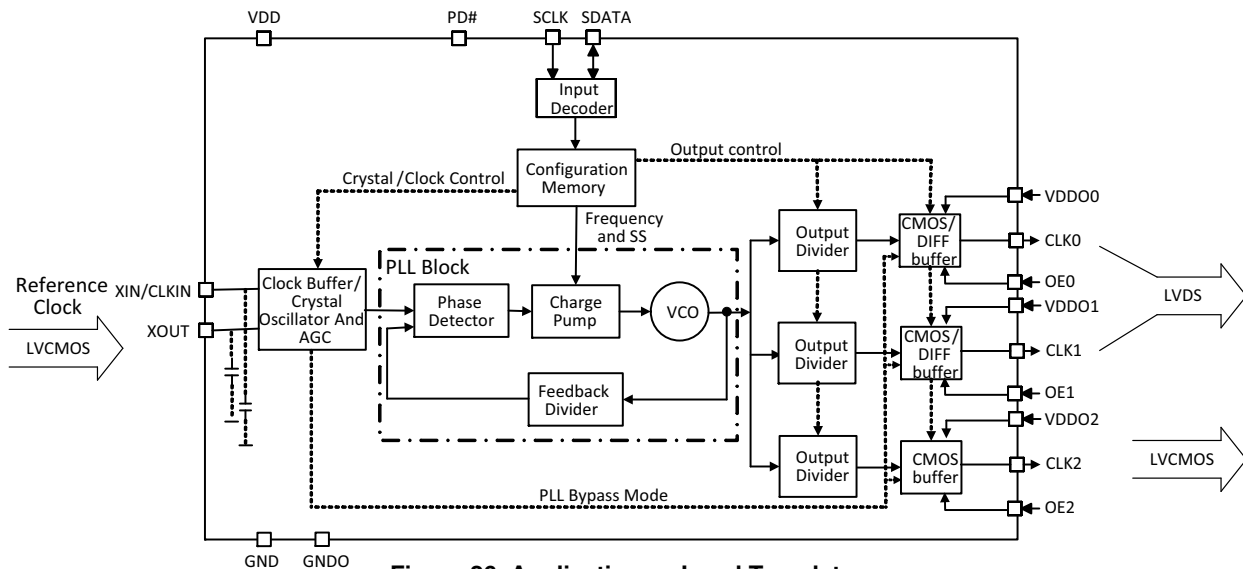 VDD
PD#
SCLK
SDATA
Input
Decoder
Configuration
Memory
Output control
Crystal /Clock Control
Frequency
and SS
PLL Block
Reference
Clock
LVCMOS
XIN/CLKIN
XOUT
Clock Buffer/
Crystal
Oscillator And
AGC
Phase
Detector
Charge
Pump
VCO
Feedback
Divider
Output
Divider
Output
Divider
Output
Divider
CMOS/
DIFF
buffer
CMOS/
DIFF
buffer
CMOS
buffer
VDDO0
CLK0
OE0
VDDO1
CLK1
OE1
VDDO2
CLK2
OE2
LVDS
LVCMOS
PLL Bypass Mode
GND
GNDO